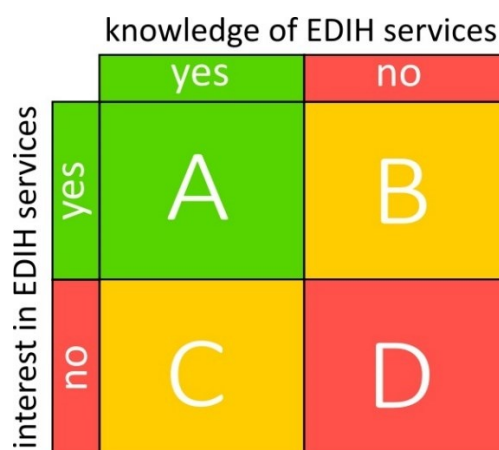 knowledge of EDIH services
yes
no
interest in EDIH services
yes
A
B
no
C
D